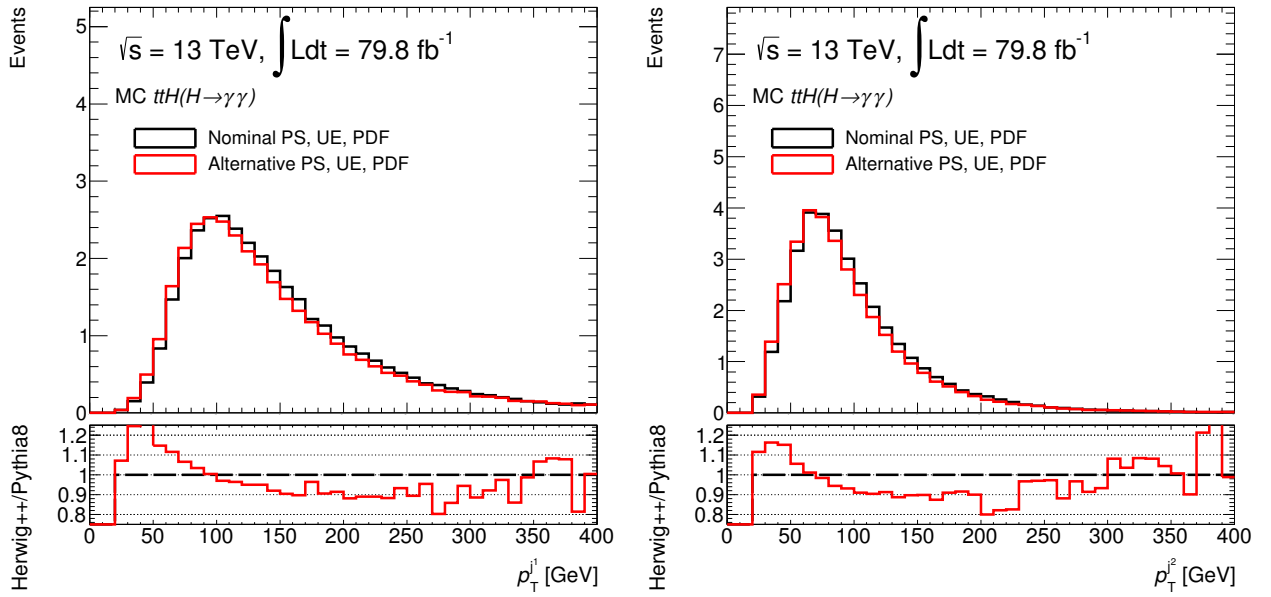 Events
√s = 13 TeV, ∫Ldt = 79.8 fb⁻¹
MC ttH(H→γγ)
Nominal PS, UE, PDF
Alternative PS, UE, PDF
5
4
3
2
1
0
Herwig++/Pythia8
1.2
1.1
1
0.9
0.8
0 50 100 150 200 250 300 350 400
p_T^{j¹} [GeV]
Events
√s = 13 TeV, ∫Ldt = 79.8 fb⁻¹
MC ttH(H→γγ)
Nominal PS, UE, PDF
Alternative PS, UE, PDF
7
6
5
4
3
2
1
0
Herwig++/Pythia8
1.2
1.1
1
0.9
0.8
0 50 100 150 200 250 300 350 400
p_T^{j²} [GeV]